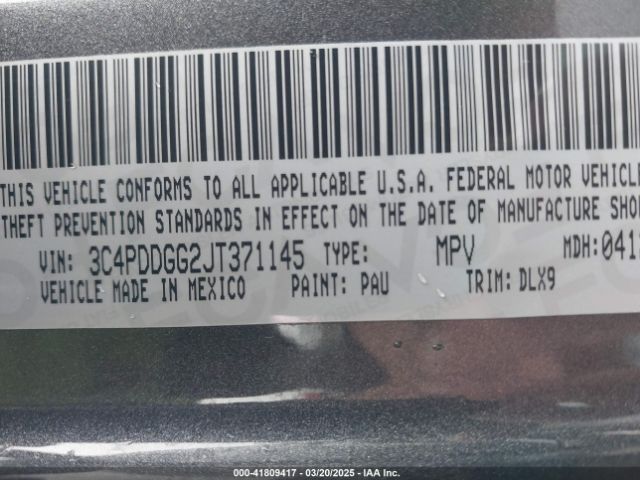 THIS VEHICLE CONFORMS TO ALL APPLICABLE U.S.A. FEDERAL MOTOR VEHICLE
THEFT PREVENTION STANDARDS IN EFFECT ON THE DATE OF MANUFACTURE SHO
VIN: 3C4PDDGG2JT371145 TYPE: MPV MDH: 041
VEHICLE MADE IN MEXICO PAINT: PAU TRIM: DLX9
000-41809417 - 03/20/2025 - IAA Inc.